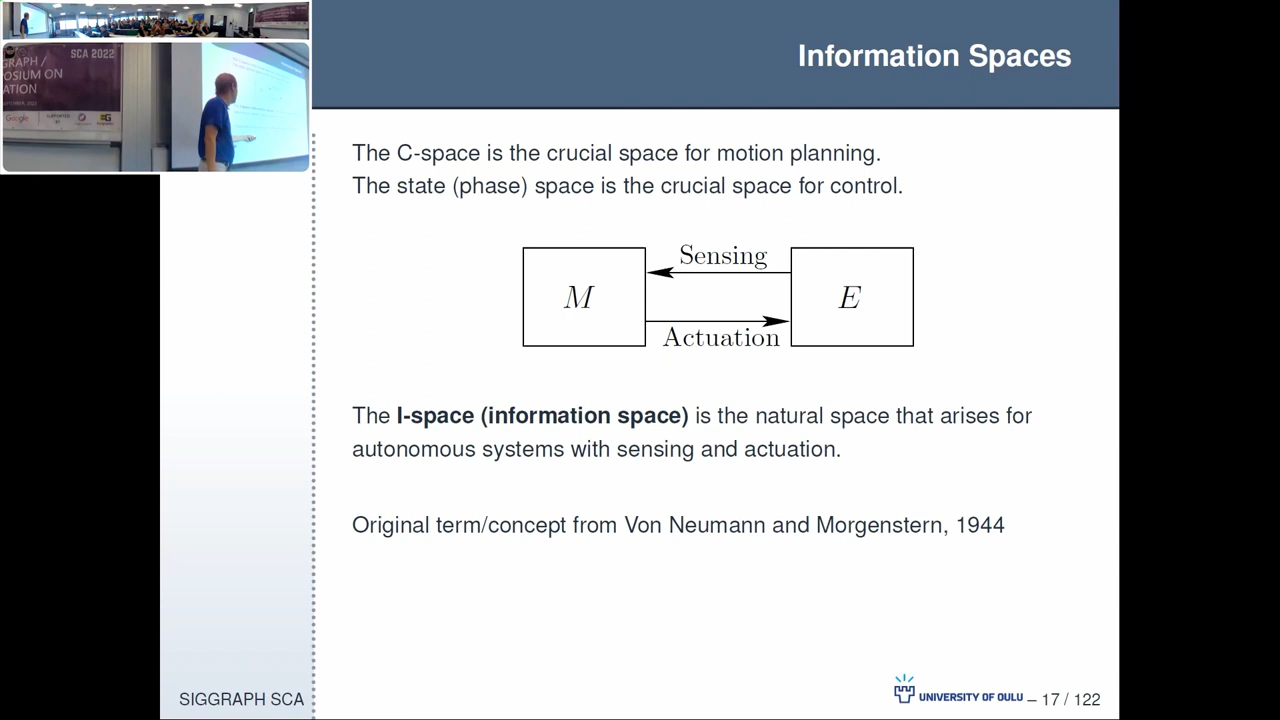 SCA 2022
GRAPH /
OSIUM ON
ATION
Google
Information Spaces
The C-space is the crucial space for motion planning.
The state (phase) space is the crucial space for control.
Sensing
M
E
Actuation
The I-space (information space) is the natural space that arises for
autonomous systems with sensing and actuation.
Original term/concept from Von Neumann and Morgenstern, 1944
SIGGRAPH SCA
UNIVERSITY OF OULU – 17 / 122